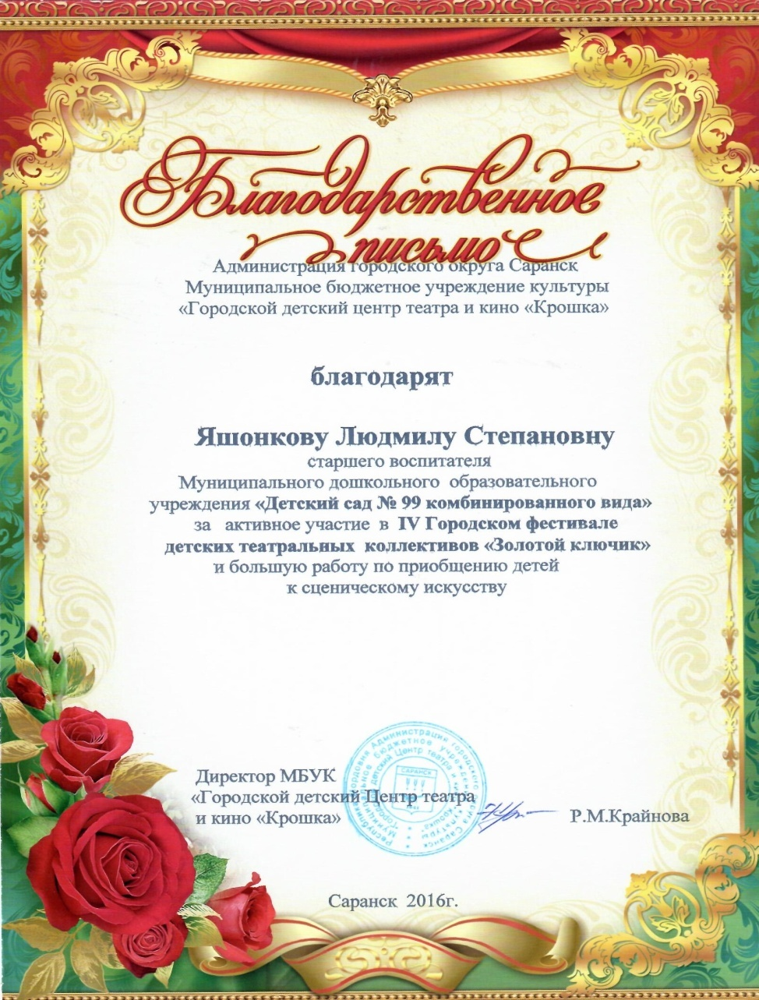 Благодарственное
письмо
Администрация городского округа Саранск
Муниципальное бюджетное учреждение культуры
«Городской детский центр театра и кино «Крошка»
благодарят
Яшонкову Людмилу Степановну
старшего воспитателя
Муниципального дошкольного образовательного
учреждения «Детский сад № 99 комбинированного вида»
за активное участие в IV Городском фестивале
детских театральных коллективов «Золотой ключик»
и большую работу по приобщению детей
к сценическому искусству
Директор МБУК
«Городской детский Центр театра
и кино «Крошка»
Р.М.Крайнова
САРАНСК
Саранск 2016г.